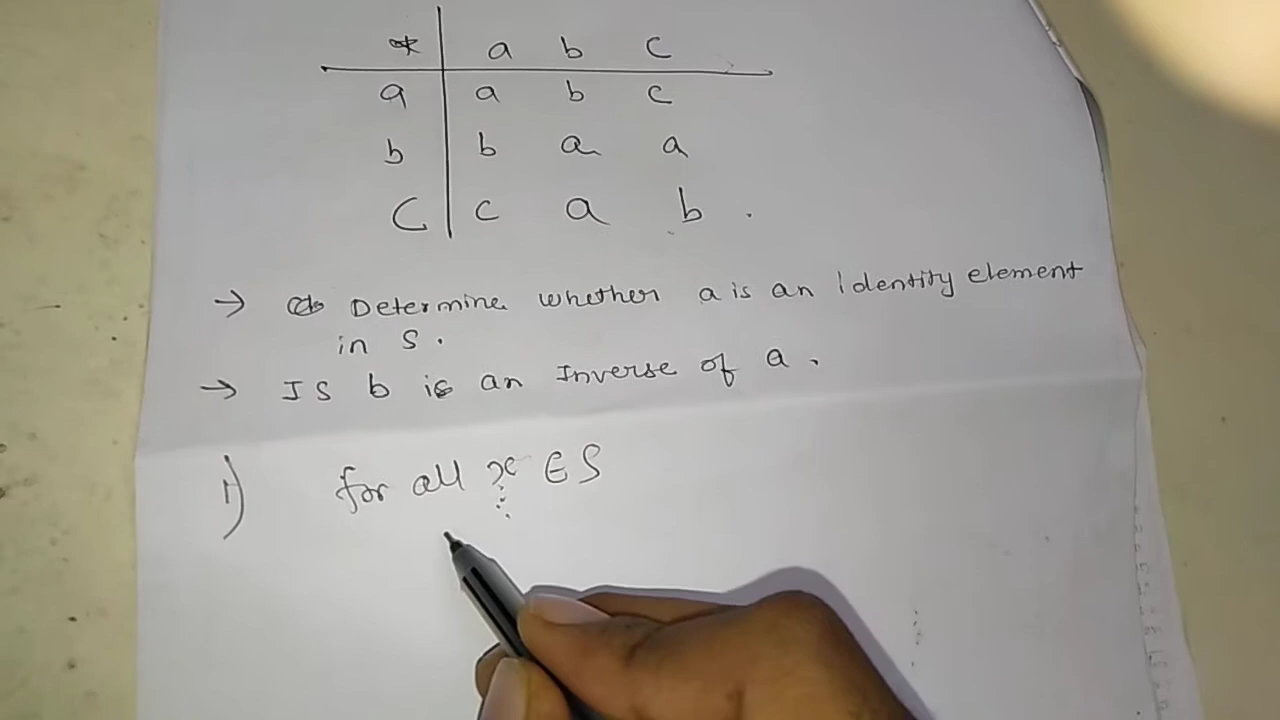 * a b c
a a b c
b b a a
C c a b .
→ Determine whether a is an Identity element
in S.
→ IS b is an Inverse of a.
1) for all x ∈ S